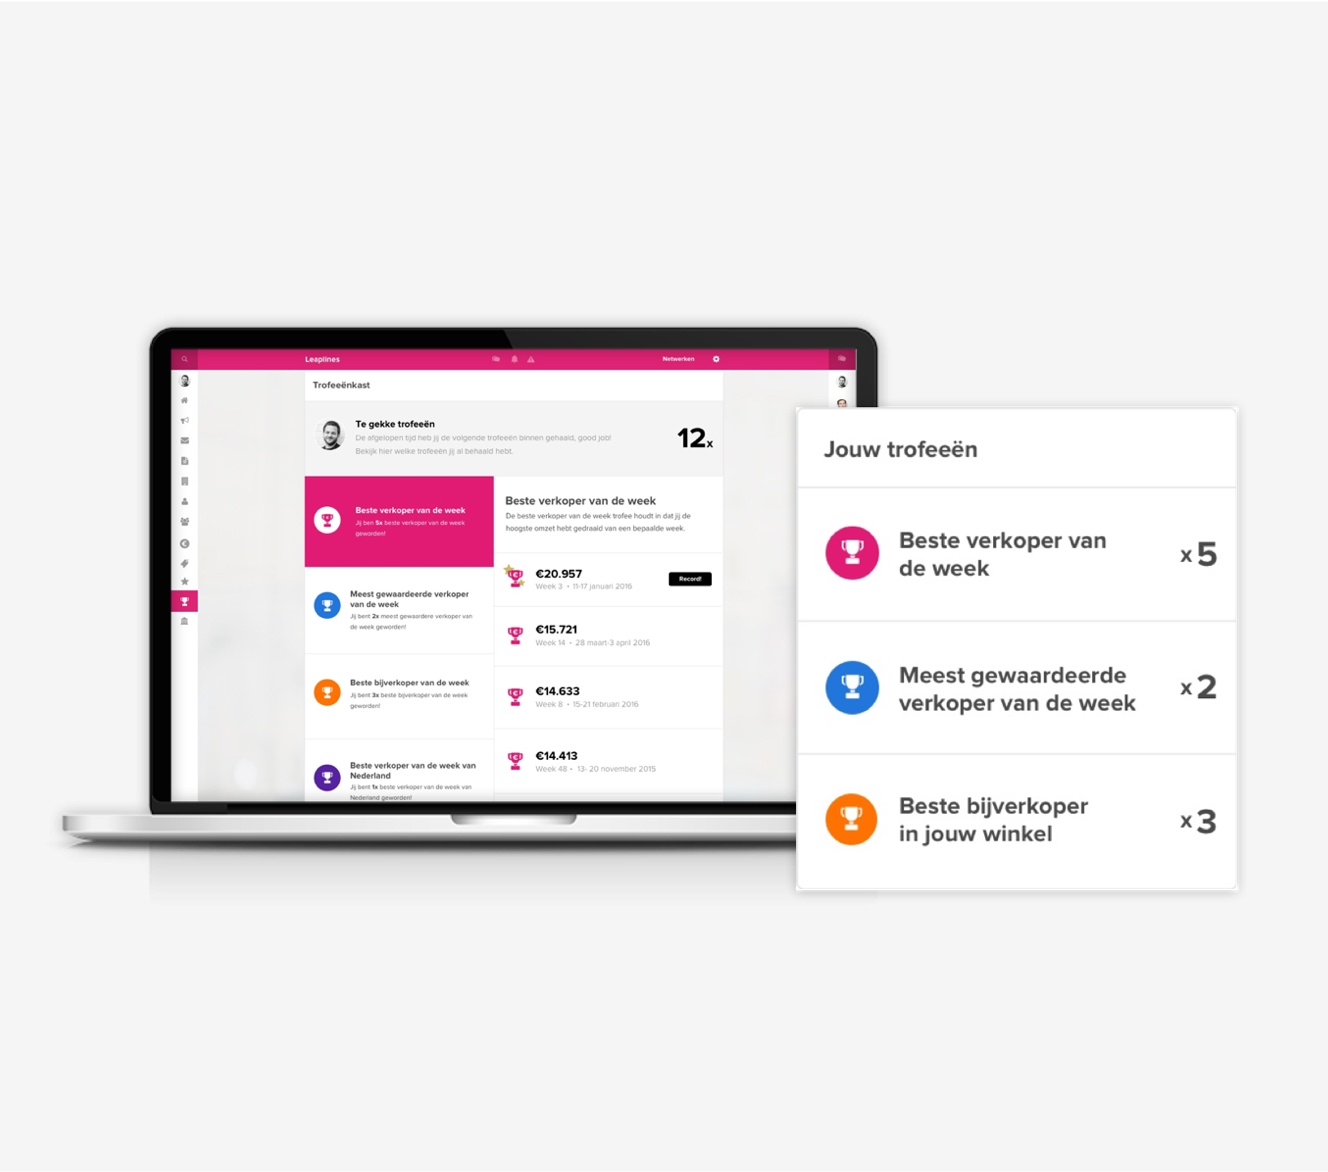 Leaplines
Netwerken
Trofeeënkast
Te gekke trofeeën
De afgelopen tijd heb jij de volgende trofeeën binnen gehaald, good job!
Bekijk hier welke trofeeën jij al behaald hebt.
12x
Beste verkoper van de week
Jij ben 5x beste verkoper van de week
geworden!
Meest gewaardeerde verkoper
van de week
Jij bent 2x meest gewaardere verkoper van
de week geworden!
Beste bijverkoper van de week
Jij bent 3x beste bijverkoper van de week
geworden!
Beste verkoper van de week van
Nederland
Jij bent 1x beste verkoper van de week van
Nederland geworden!
Beste verkoper van de week
De beste verkoper van de week trofee houdt in dat jij de
hoogste omzet hebt gedraaid van een bepaalde week.
€20.957
Week 3 • 11-17 januari 2016
Record!
€15.721
Week 14 • 28 maart-3 april 2016
€14.633
Week 8 • 15-21 februari 2016
€14.413
Week 48 • 13- 20 november 2015
Jouw trofeeën
Beste verkoper van
de week
x5
Meest gewaardeerde
verkoper van de week
x2
Beste bijverkoper
in jouw winkel
x3